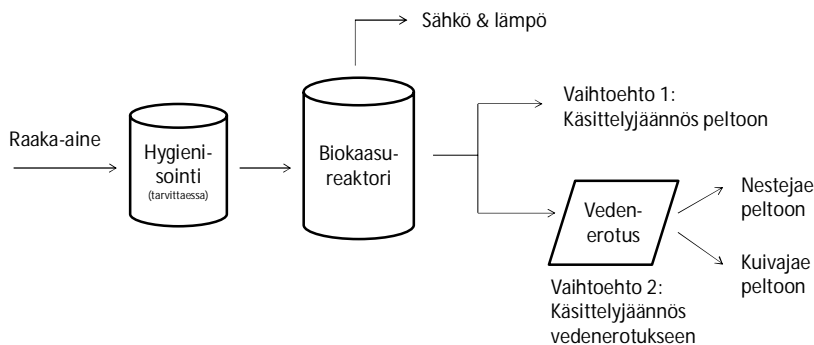 Sähkö & lämpö
Raaka-aine
Hygieni-
sointi
(tarvittaessa)
Biokaasu-
reaktori
Vaihtoehto 1:
Käsittelyjäännös peltoon
Veden-
erotus
Nestejae
peltoon
Kuivajae
peltoon
Vaihtoehto 2:
Käsittelyjäännös
vedenerotukseen